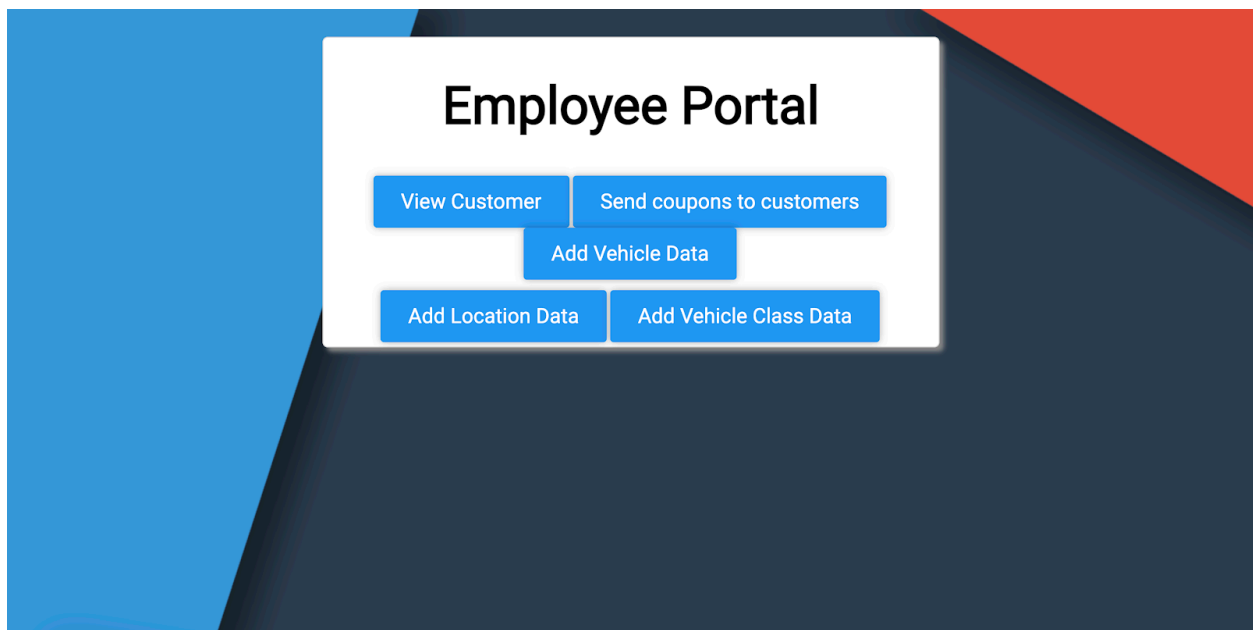 Employee Portal
View Customer
Send coupons to customers
Add Vehicle Data
Add Location Data
Add Vehicle Class Data